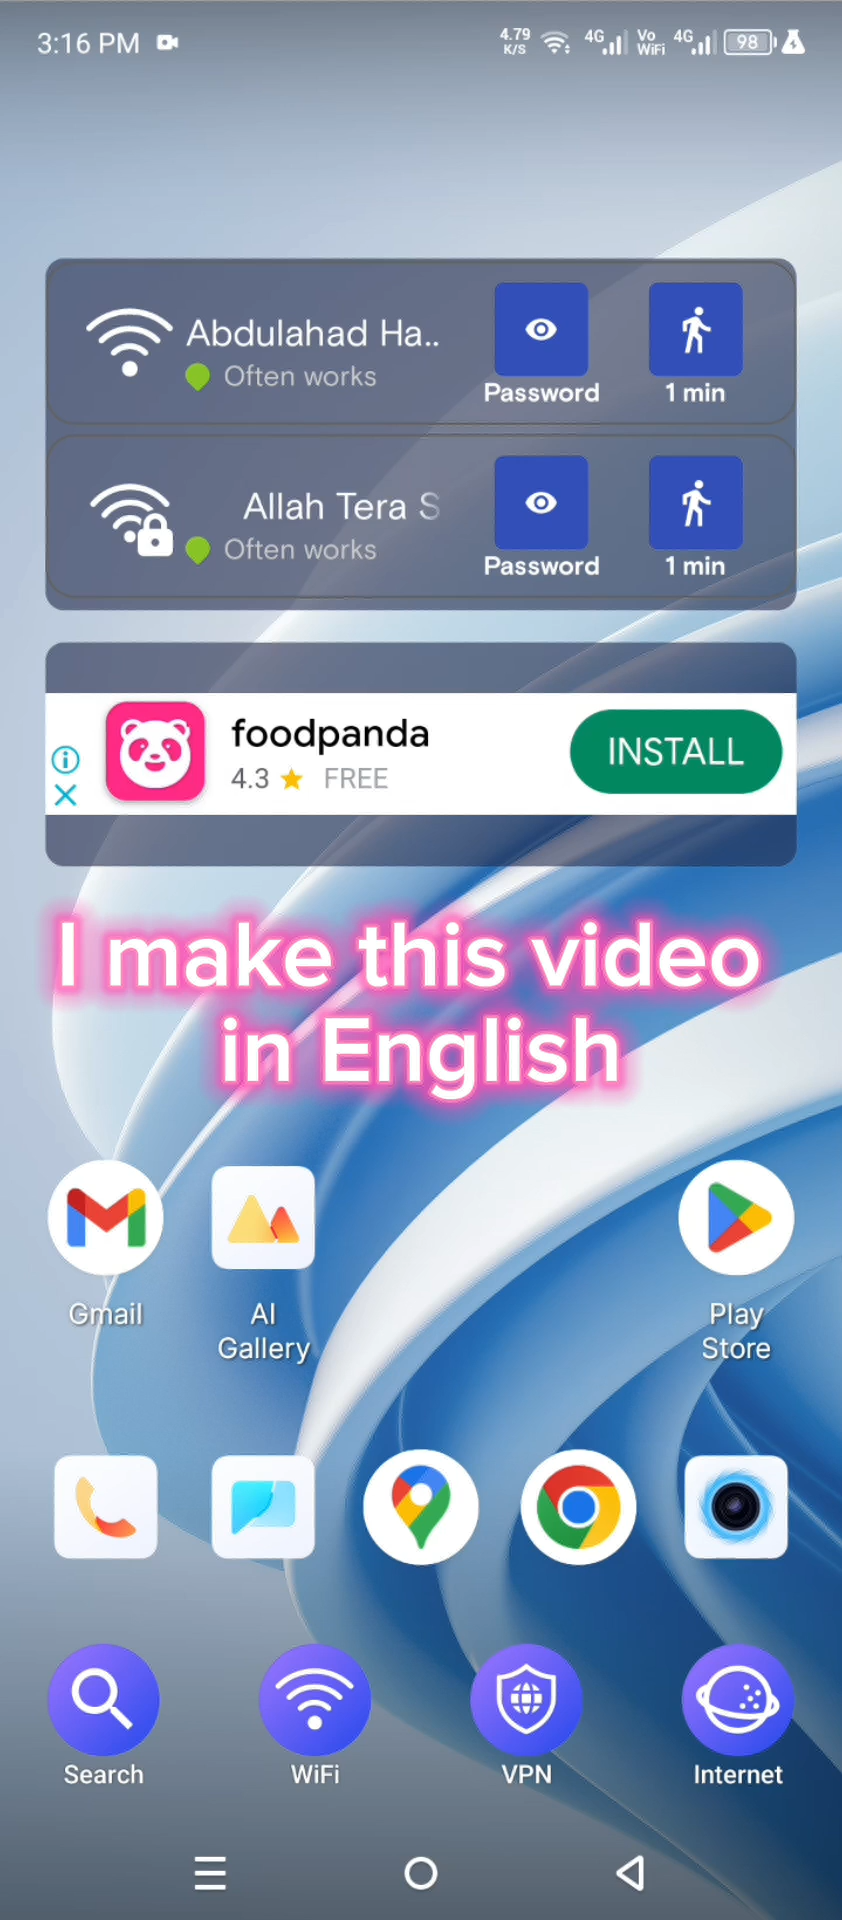 3:16 PM
4.79 K/S 4G Vo WiFi 4G 98
Abdulahad Ha..
Often works
Password
1 min
Allah Tera S
Often works
Password
1 min
foodpanda
4.3 FREE
INSTALL
I make this video
in English
Gmail
AI Gallery
Play Store
Search
WiFi
VPN
Internet